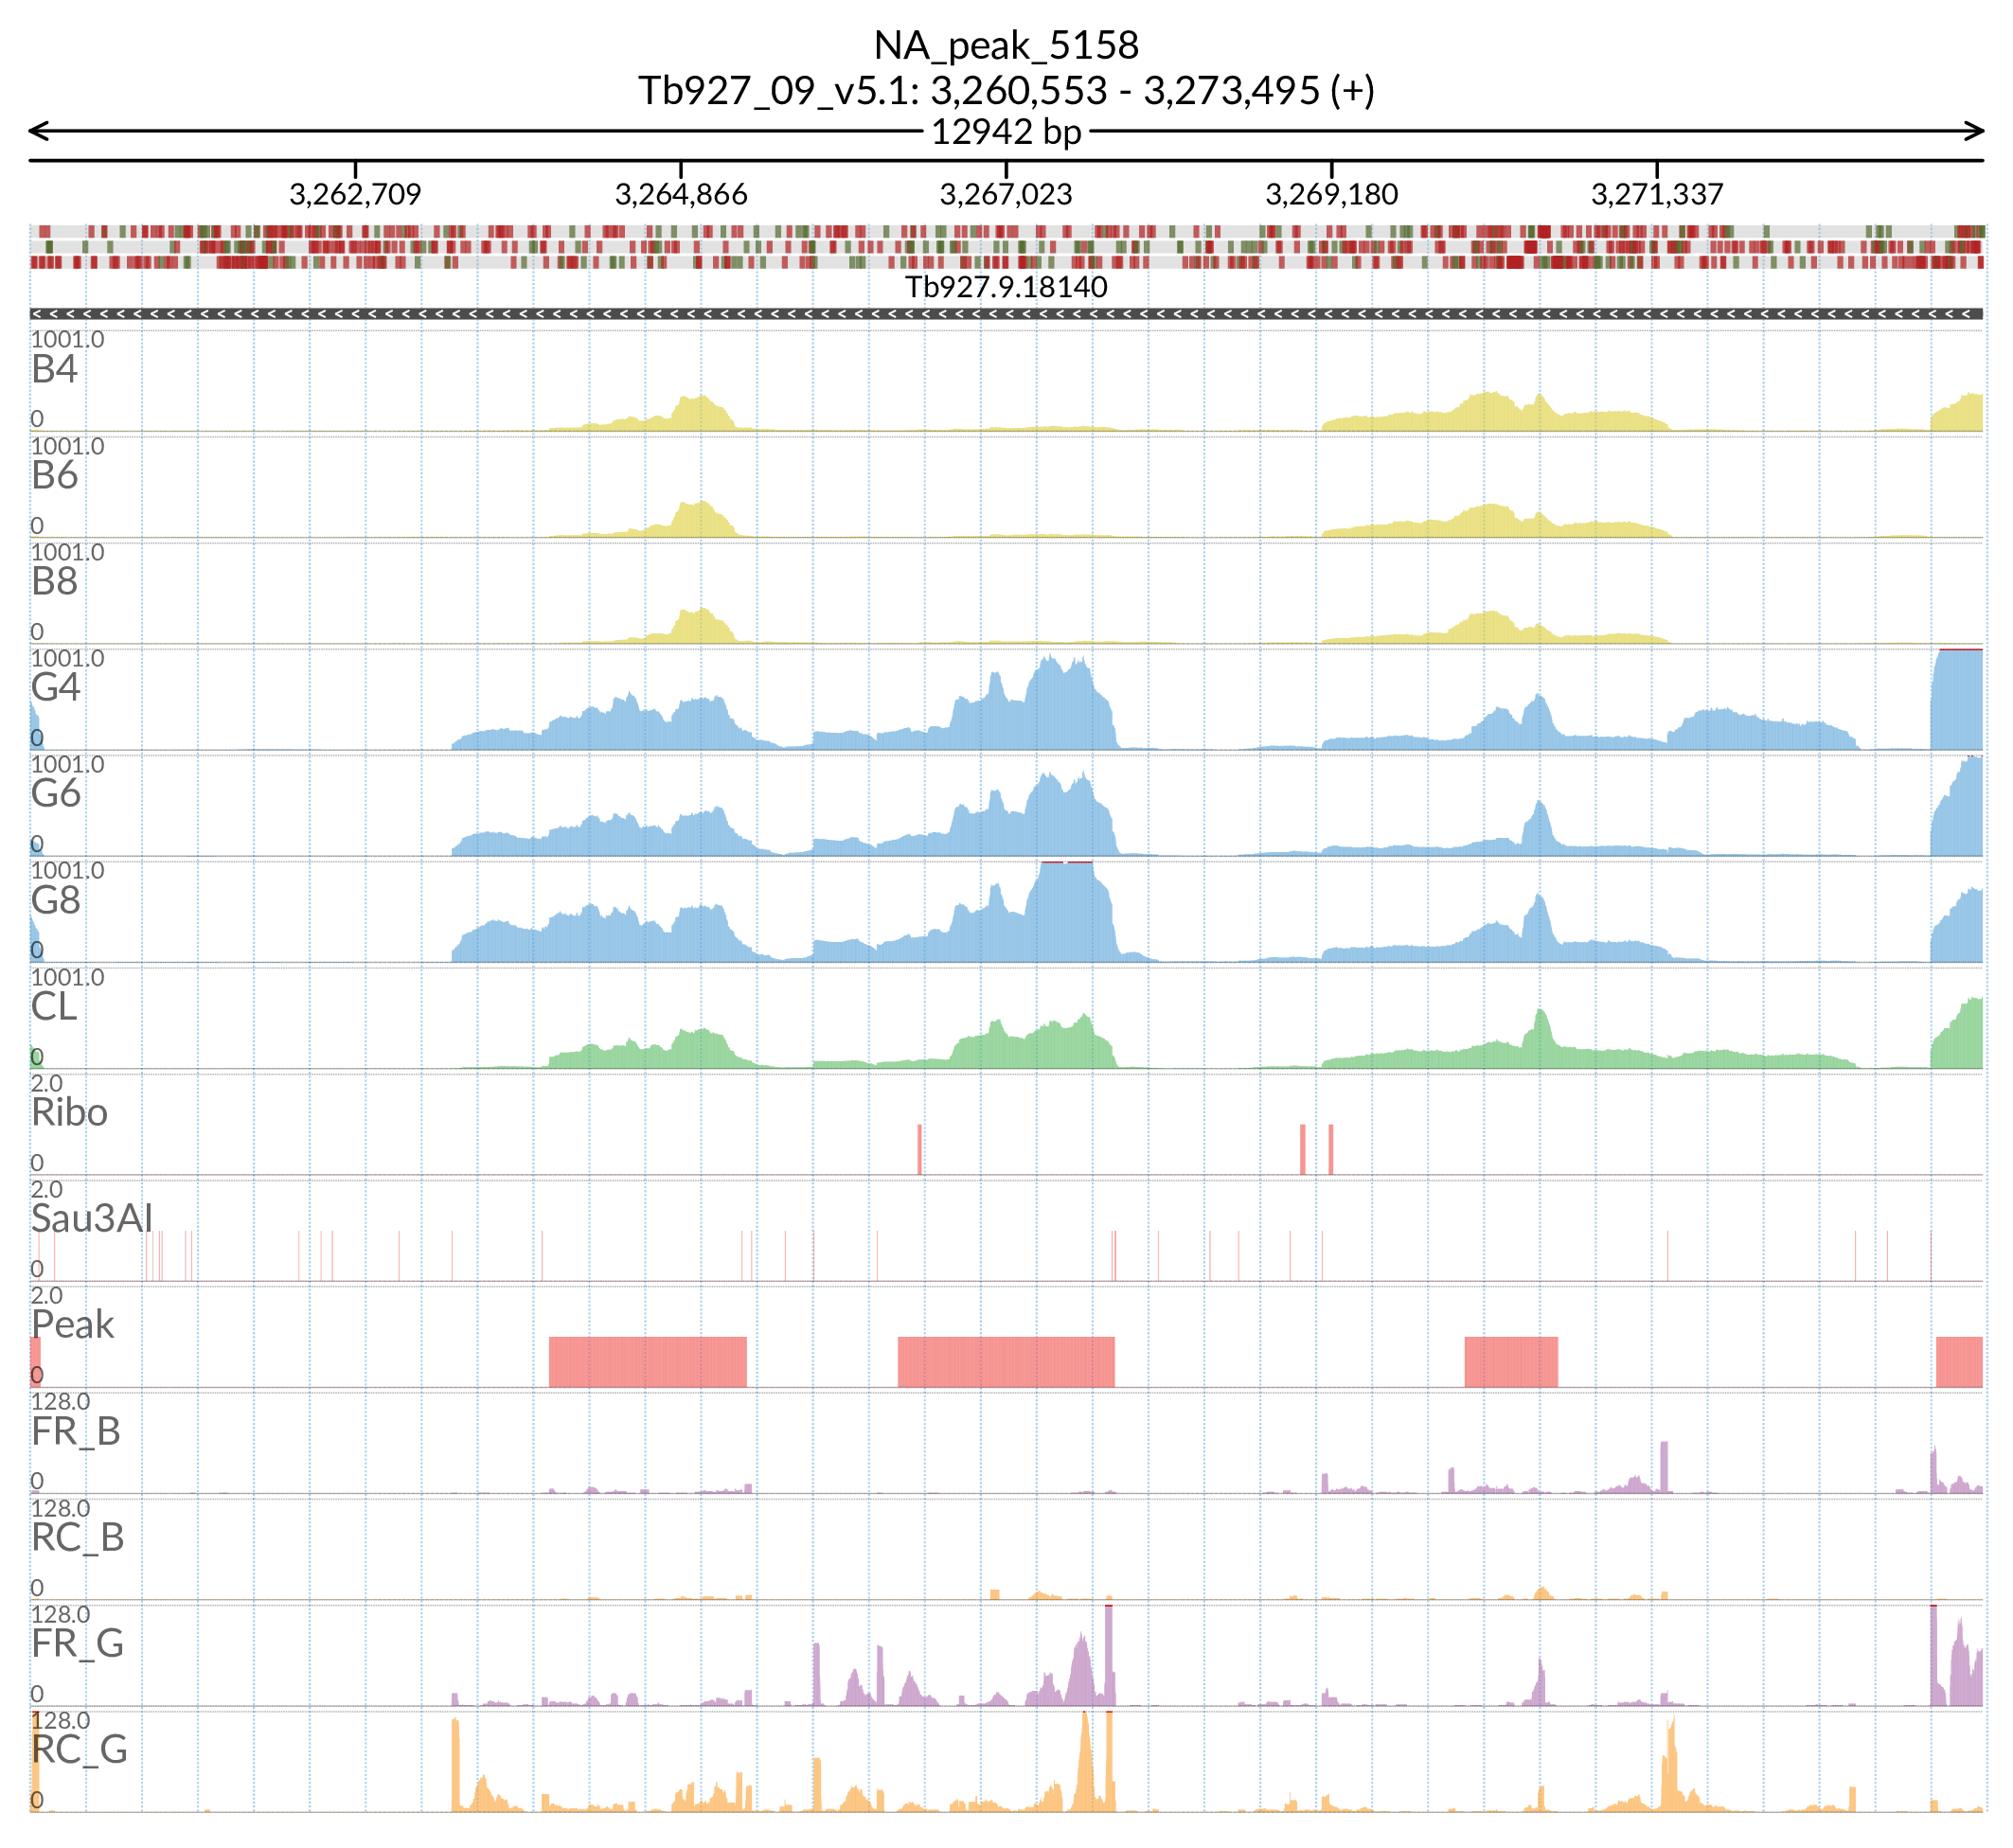 NA_peak_5158
Tb927_09_v5.1: 3,260,553 - 3,273,495 (+)
12942 bp
3,262,709 3,264,866 3,267,023 3,269,180 3,271,337
Tb927.9.18140
1001.0
B4
0
1001.0
B6
0
1001.0
B8
0
1001.0
G4
0
1001.0
G6
0
1001.0
G8
0
1001.0
CL
0
2.0
Ribo
0
2.0
Sau3AI
0
2.0
Peak
0
128.0
FR_B
0
128.0
RC_B
0
128.0
FR_G
0
128.0
RC_G
0